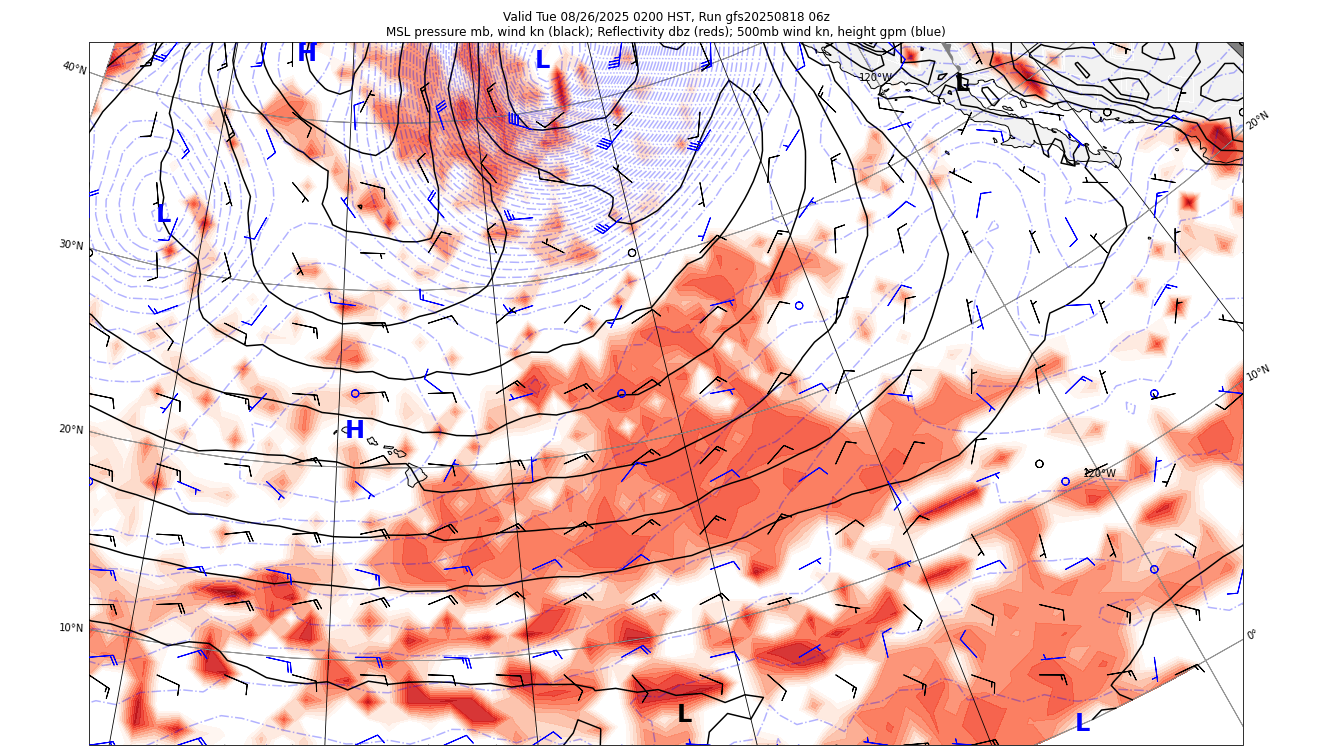 Valid Tue 08/26/2025 0200 HST, Run gfs20250818 06z
MSL pressure mb, wind kn (black); Reflectivity dbz (reds); 500mb wind kn, height gpm (blue)
H
L
40°N
120°W
L
20°N
L
30°N
10°N
20°N
H
120°W
10°N
0°
L
L